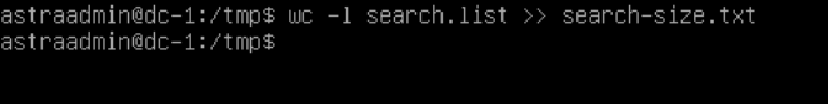 astraadmin@dc-1:/tmp$ wc -l search.list >> search-size.txt
astraadmin@dc-1:/tmp$